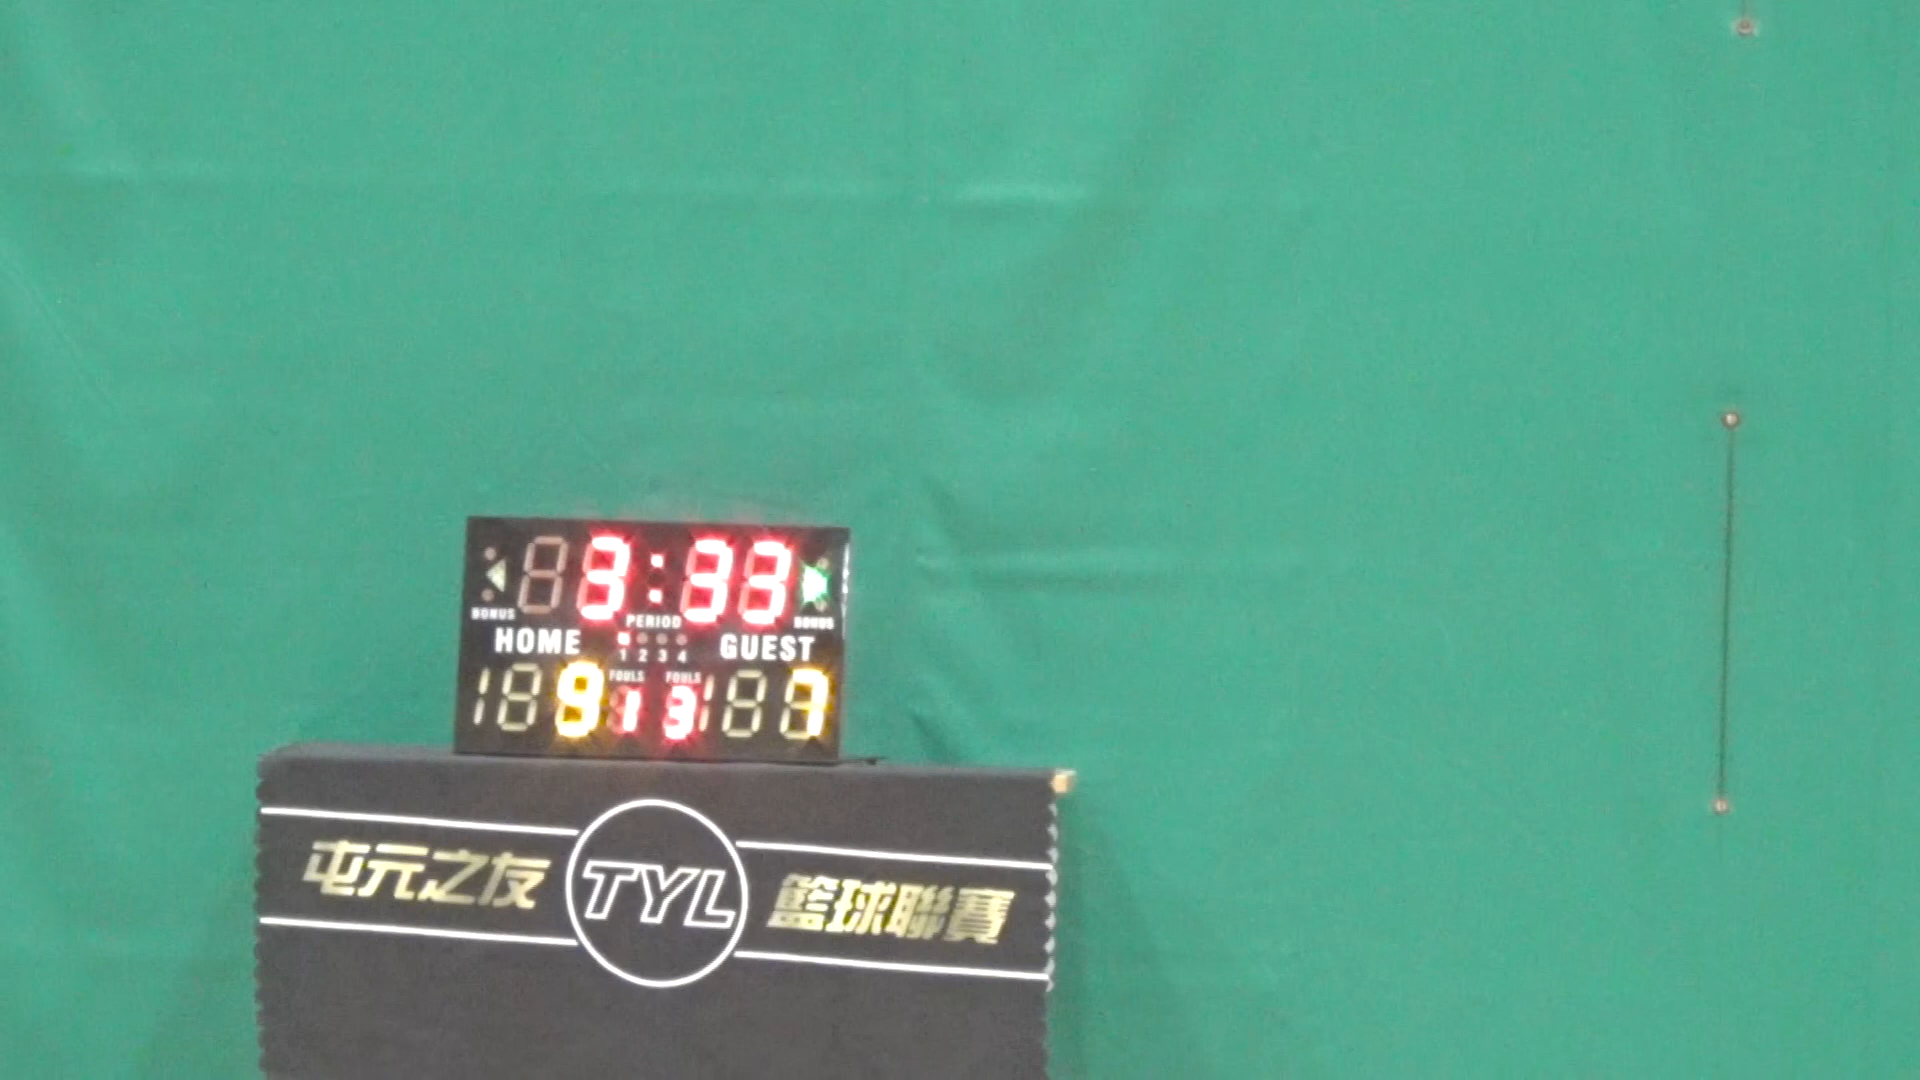 3:33
BONUS PERIOD BONUS
HOME GUEST
1 2 3 4
FOULS FOULS
9 1 3 7
屯元之友 TYL 籃球聯賽